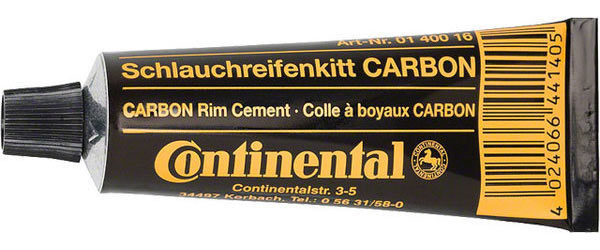 Art-Nr. 01 400 16
Schlauchreifenkitt CARBON
CARBON Rim Cement · Colle à boyaux CARBON
Continental
CONTINENTAL
Continentalstr. 3-5
34497 Korbach. Tel.: 0 56 31/58-0
4 024066 441405